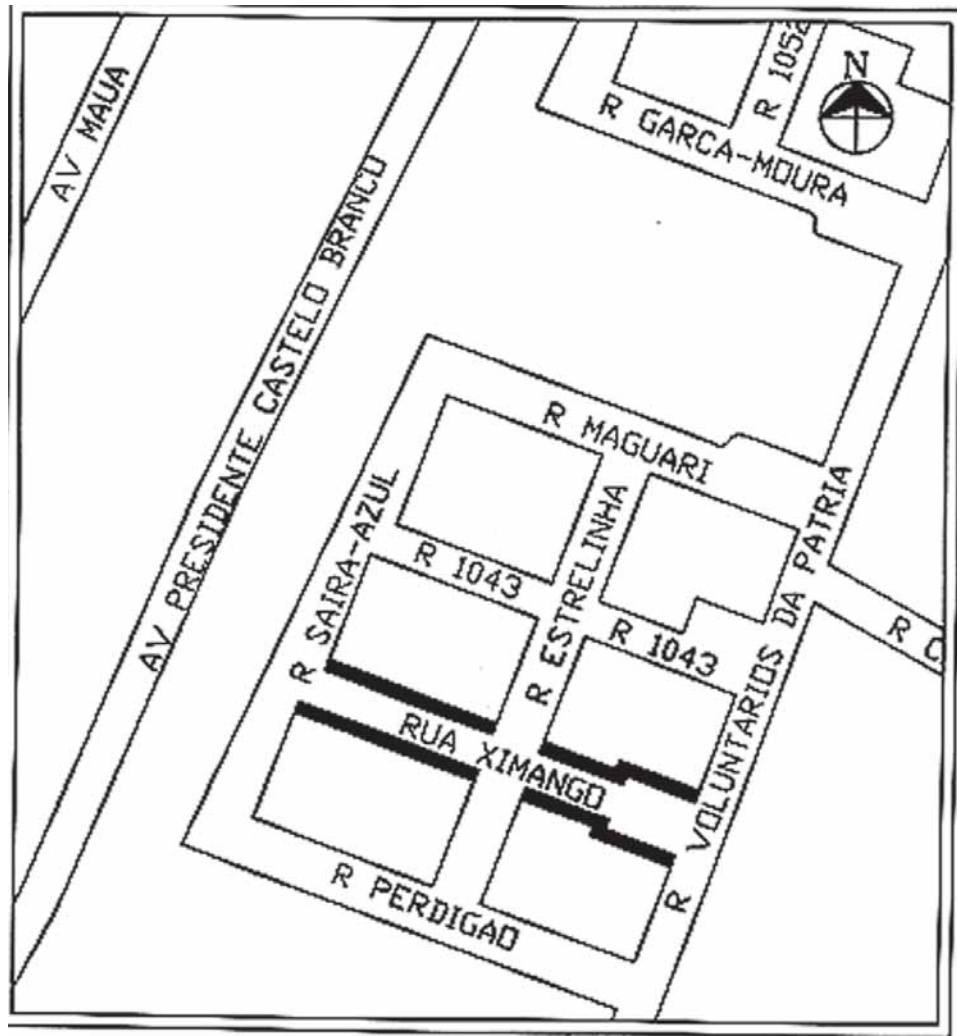 AV MAUA
R 1052
N
R GARCA-MOURA
AV PRESIDENTE CASTELO BRANCO
R MAGUARI
R SAIRA-AZUL
R ESTRELINHA
R 1043
R 1043
R VOLUNTARIOS DA PATRIA
R C
RUA XIMANGO
R PERDIGAO